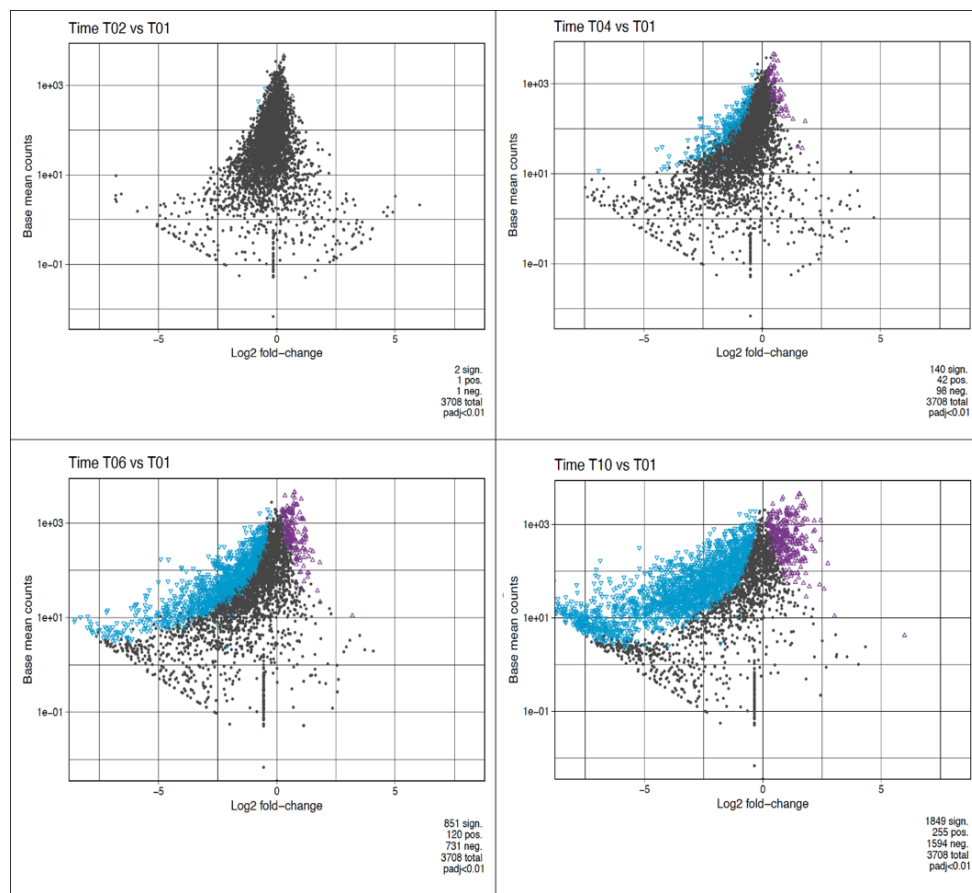 Time T02 vs T01
Base mean counts
1e+03
1e+01
1e−01
−5
0
5
Log2 fold−change
2 sign.
1 pos.
1 neg.
3708 total
padj<0.01
Time T04 vs T01
Base mean counts
1e+03
1e+01
1e−01
−5
0
5
Log2 fold−change
140 sign.
42 pos.
98 neg.
3708 total
padj<0.01
Time T06 vs T01
Base mean counts
1e+03
1e+01
1e−01
−5
0
5
Log2 fold−change
851 sign.
120 pos.
731 neg.
3708 total
padj<0.01
Time T10 vs T01
Base mean counts
1e+03
1e+01
1e−01
−5
0
5
Log2 fold−change
1849 sign.
255 pos.
1594 neg.
3708 total
padj<0.01